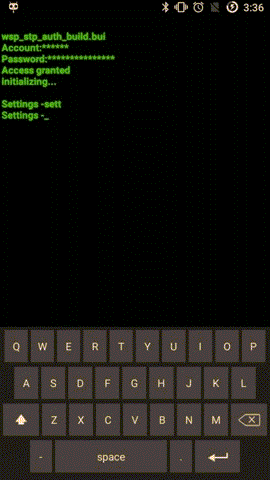 3:36
wsp_stp_auth_build.bui
Account:******
Password:***************
Access granted
initializing...
Settings -sett
Settings -_
Q W E R T Y U I O P
A S D F G H J K L
Z X C V B N M
- space .